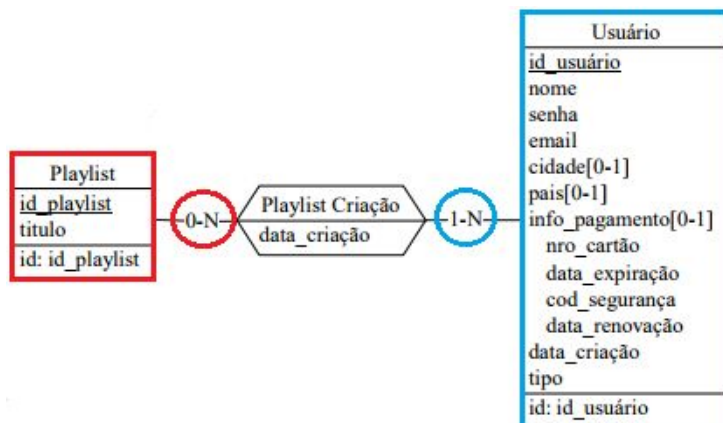 Playlist
id_playlist
titulo
id: id_playlist
0-N
Playlist Criação
data_criação
1-N
Usuário
id_usuário
nome
senha
email
cidade[0-1]
pais[0-1]
info_pagamento[0-1]
nro_cartão
data_expiração
cod_segurança
data_renovação
data_criação
tipo
id: id_usuário